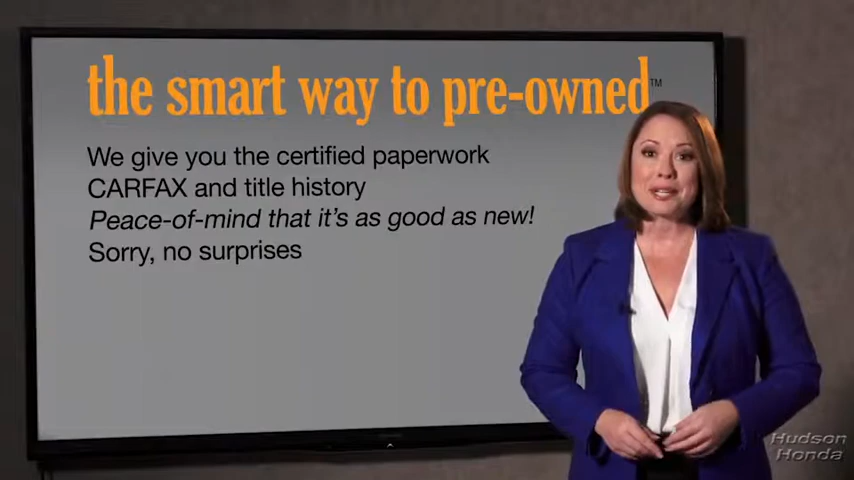 the smart way to pre-owned™
We give you the certified paperwork
CARFAX and title history
Peace-of-mind that it's as good as new!
Sorry, no surprises
Hudson
Honda